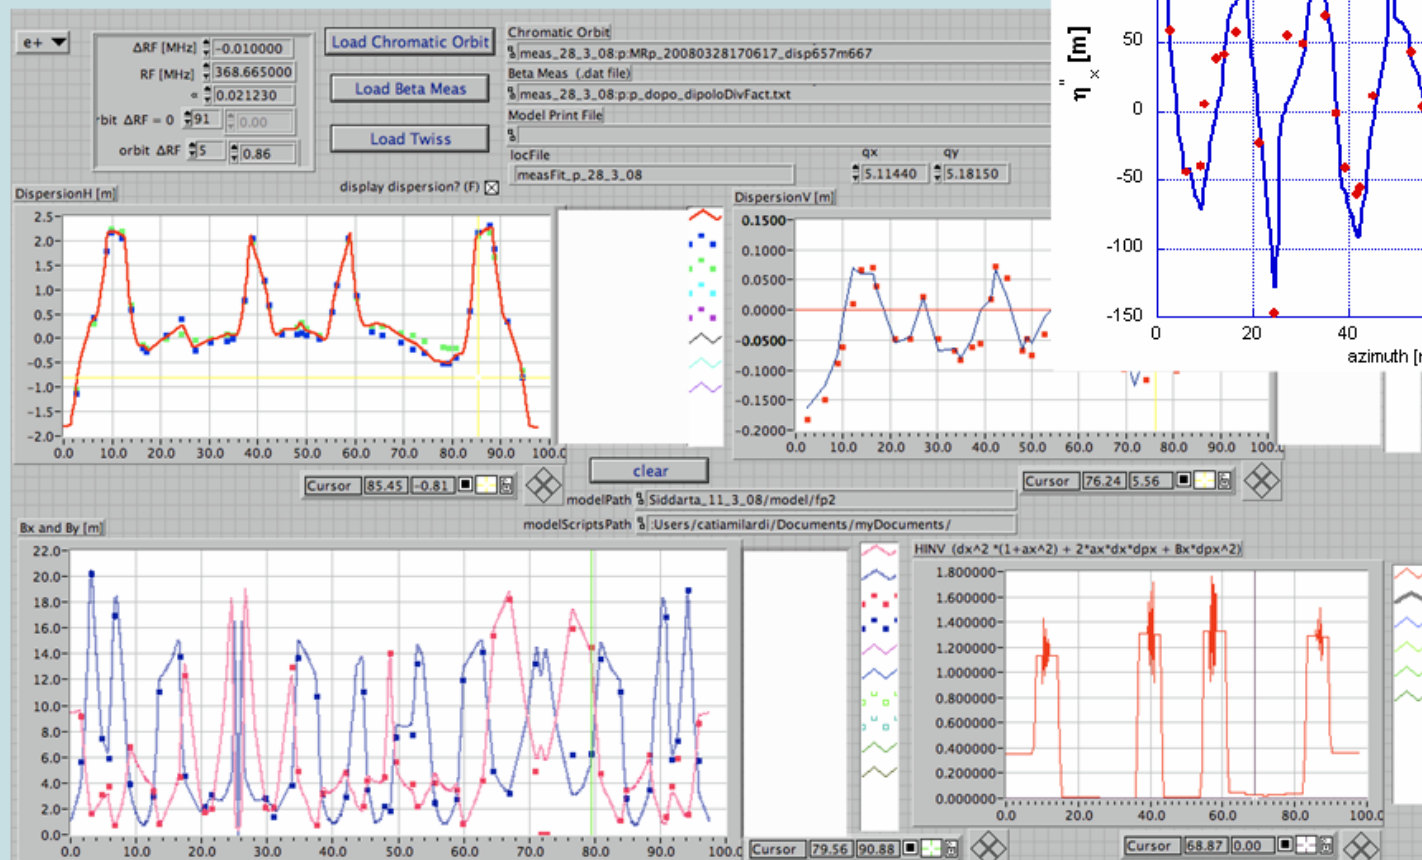 e+
ΔRF [MHz] -0.010000
RF [MHz] 368.665000
α 0.021230
rbit ΔRF = 0 91 0.00
orbit ΔRF 5 0.86
Load Chromatic Orbit
Load Beta Meas
Load Twiss
Chromatic Orbit
meas_28_3_08:p:MRp_20080328170617_disp657m667
Beta Meas (.dat file)
meas_28_3_08:p:p_dopo_dipoloDivFact.txt
Model Print File
locFile
measFit_p_28_3_08
qx qy
5.11440 5.18150
display dispersion? (F)
η''x [m]
50
0
-50
-100
-150
0 20 40
azimuth [
DispersionH [m]
2.5
2.0
1.5
1.0
0.5
0.0
-0.5
-1.0
-1.5
-2.0
0.0 10.0 20.0 30.0 40.0 50.0 60.0 70.0 80.0 90.0 100.0
Cursor 85.45 -0.81
DispersionV [m]
0.1500
0.1000
0.0500
0.0000
-0.0500
-0.1000
-0.1500
-0.2000
0.0 10.0 20.0 30.0 40.0 50.0 60.0 70.0 80.0 90.0 100.0
Cursor 76.24 5.56
clear
modelPath Siddarta_11_3_08/model/fp2
modelScriptsPath :Users/catiamilardi/Documents/myDocuments/
Bx and By [m]
22.0
20.0
18.0
16.0
14.0
12.0
10.0
8.0
6.0
4.0
2.0
0.0
0.0 10.0 20.0 30.0 40.0 50.0 60.0 70.0 80.0 90.0 100.0
Cursor 79.56 90.88
HINV (dx^2 *(1+ax^2) + 2*ax*dx*dpx + Bx*dpx^2)
1.800000
1.600000
1.400000
1.200000
1.000000
0.800000
0.600000
0.400000
0.200000
0.000000
0.0 20.0 40.0 60.0 80.0 100.0
Cursor 68.87 0.00